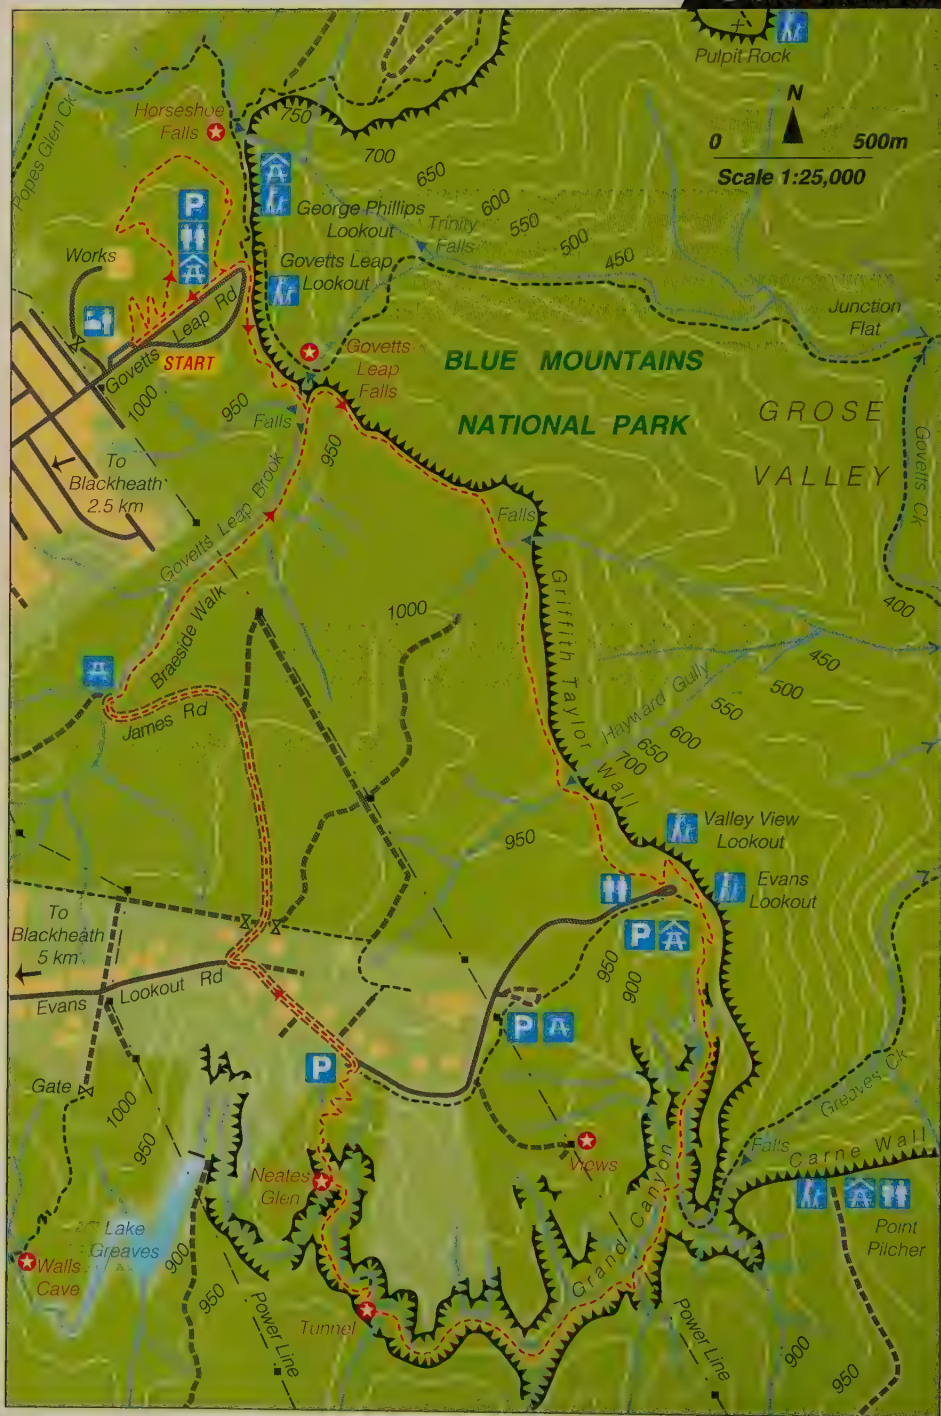 Pulpit Rock
N
0 500m
Scale 1:25,000
Popes Glen Ck
Horseshoe
Falls
750
700
650
600
550
500
450
P
George Phillips
Lookout
Trinity
Falls
Works
Govetts Leap
Lookout
Junction
Flat
Govetts Leap Rd
START
Govetts
Leap
Falls
BLUE MOUNTAINS
NATIONAL PARK
GROSE
VALLEY
Govetts Ck
1000
950
Falls
950
To
Blackheath
2.5 km
Govetts Leap Brook
Falls
Griffith Taylor Wall
400
1000
Braeside Walk
James Rd
Hayward Gully
450
500
550
600
650
700
950
Valley View
Lookout
Evans
Lookout
P
To
Blackheath
5 km
Evans Lookout Rd
950
900
P
P
Gate
1000
950
Greaves Ck
Falls
Carne Wall
Views
Neates
Glen
Grand Canyon
Point
Pilcher
Lake
Greaves
Walls
Cave
900
950
Power Line
Tunnel
Power Line
900
950